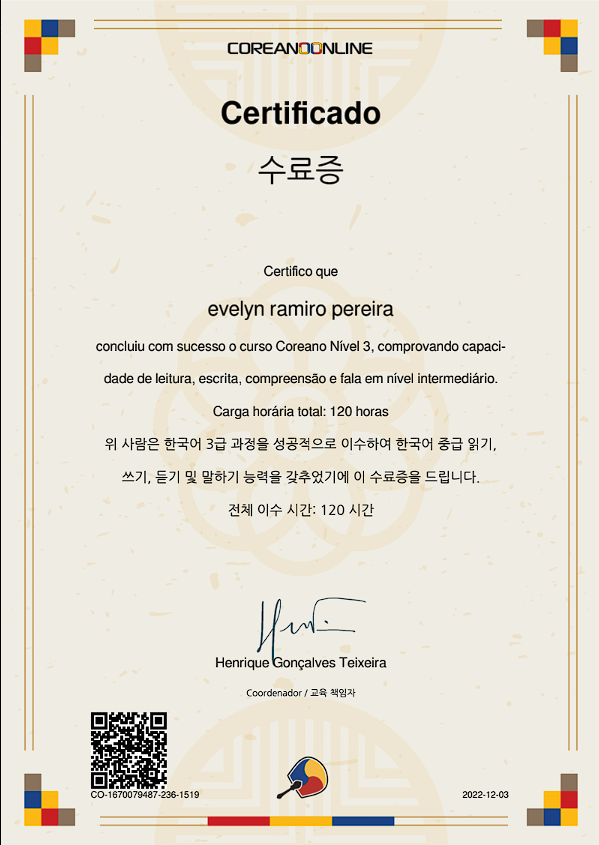 COREANOONLINE
Certificado
수료증
Certifico que
evelyn ramiro pereira
concluiu com sucesso o curso Coreano Nível 3, comprovando capaci-
dade de leitura, escrita, compreensão e fala em nível intermediário.
Carga horária total: 120 horas
위 사람은 한국어 3급 과정을 성공적으로 이수하여 한국어 중급 읽기,
쓰기, 듣기 및 말하기 능력을 갖추었기에 이 수료증을 드립니다.
전체 이수 시간: 120 시간
Henrique Gonçalves Teixeira
Coordenador / 교육 책임자
CO-1670079487-236-1519
2022-12-03